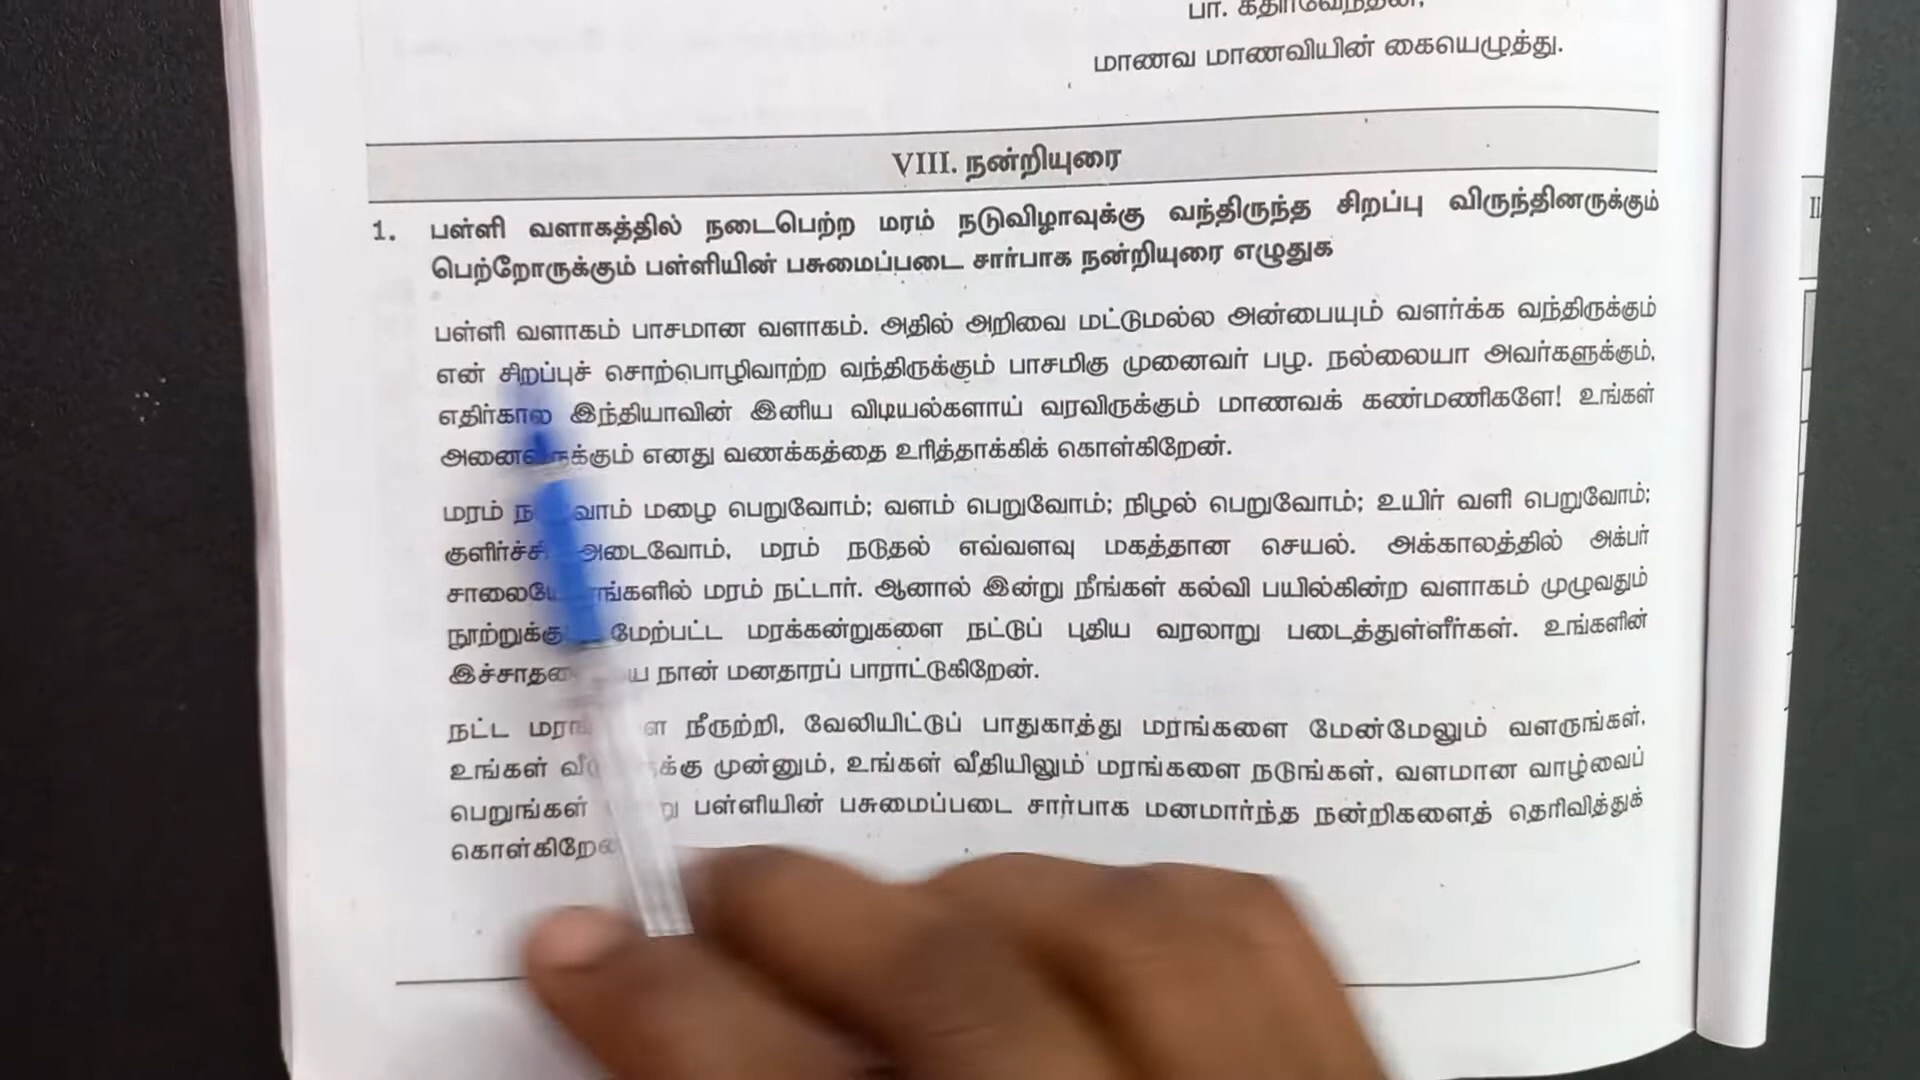 பா. கதிர்வேந்தன்,
மாணவ மாணவியின் கையெழுத்து.
VIII. நன்றியுரை
1. பள்ளி வளாகத்தில் நடைபெற்ற மரம் நடுவிழாவுக்கு வந்திருந்த சிறப்பு விருந்தினருக்கும்
பெற்றோருக்கும் பள்ளியின் பசுமைப்படை சார்பாக நன்றியுரை எழுதுக
பள்ளி வளாகம் பாசமான வளாகம். அதில் அறிவை மட்டுமல்ல அன்பையும் வளர்க்க வந்திருக்கும்
என் சிறப்புச் சொற்பொழிவாற்ற வந்திருக்கும் பாசமிகு முனைவர் பழ. நல்லையா அவர்களுக்கும்,
எதிர்கால இந்தியாவின் இனிய விடியல்களாய் வரவிருக்கும் மாணவக் கண்மணிகளே! உங்கள்
அனைவருக்கும் எனது வணக்கத்தை உரித்தாக்கிக் கொள்கிறேன்.
மரம் மழை பெறுவோம்; வளம் பெறுவோம்; நிழல் பெறுவோம்; உயிர் வளி பெறுவோம்;
அடைவோம், மரம் நடுதல் எவ்வளவு மகத்தான செயல். அக்காலத்தில் அக்பர்
மரம் நட்டார். ஆனால் இன்று நீங்கள் கல்வி பயில்கின்ற வளாகம் முழுவதும்
மேற்பட்ட மரக்கன்றுகளை நட்டுப் புதிய வரலாறு படைத்துள்ளீர்கள். உங்களின்
நான் மனதாரப் பாராட்டுகிறேன்.
நட்ட நீரூற்றி, வேலியிட்டுப் பாதுகாத்து மரங்களை மேன்மேலும் வளருங்கள்.
உங்கள் முன்னும், உங்கள் வீதியிலும் மரங்களை நடுங்கள். வளமான வாழ்வைப்
பெறுங்கள் பள்ளியின் பசுமைப்படை சார்பாக மனமார்ந்த நன்றிகளைத் தெரிவித்துக்
II